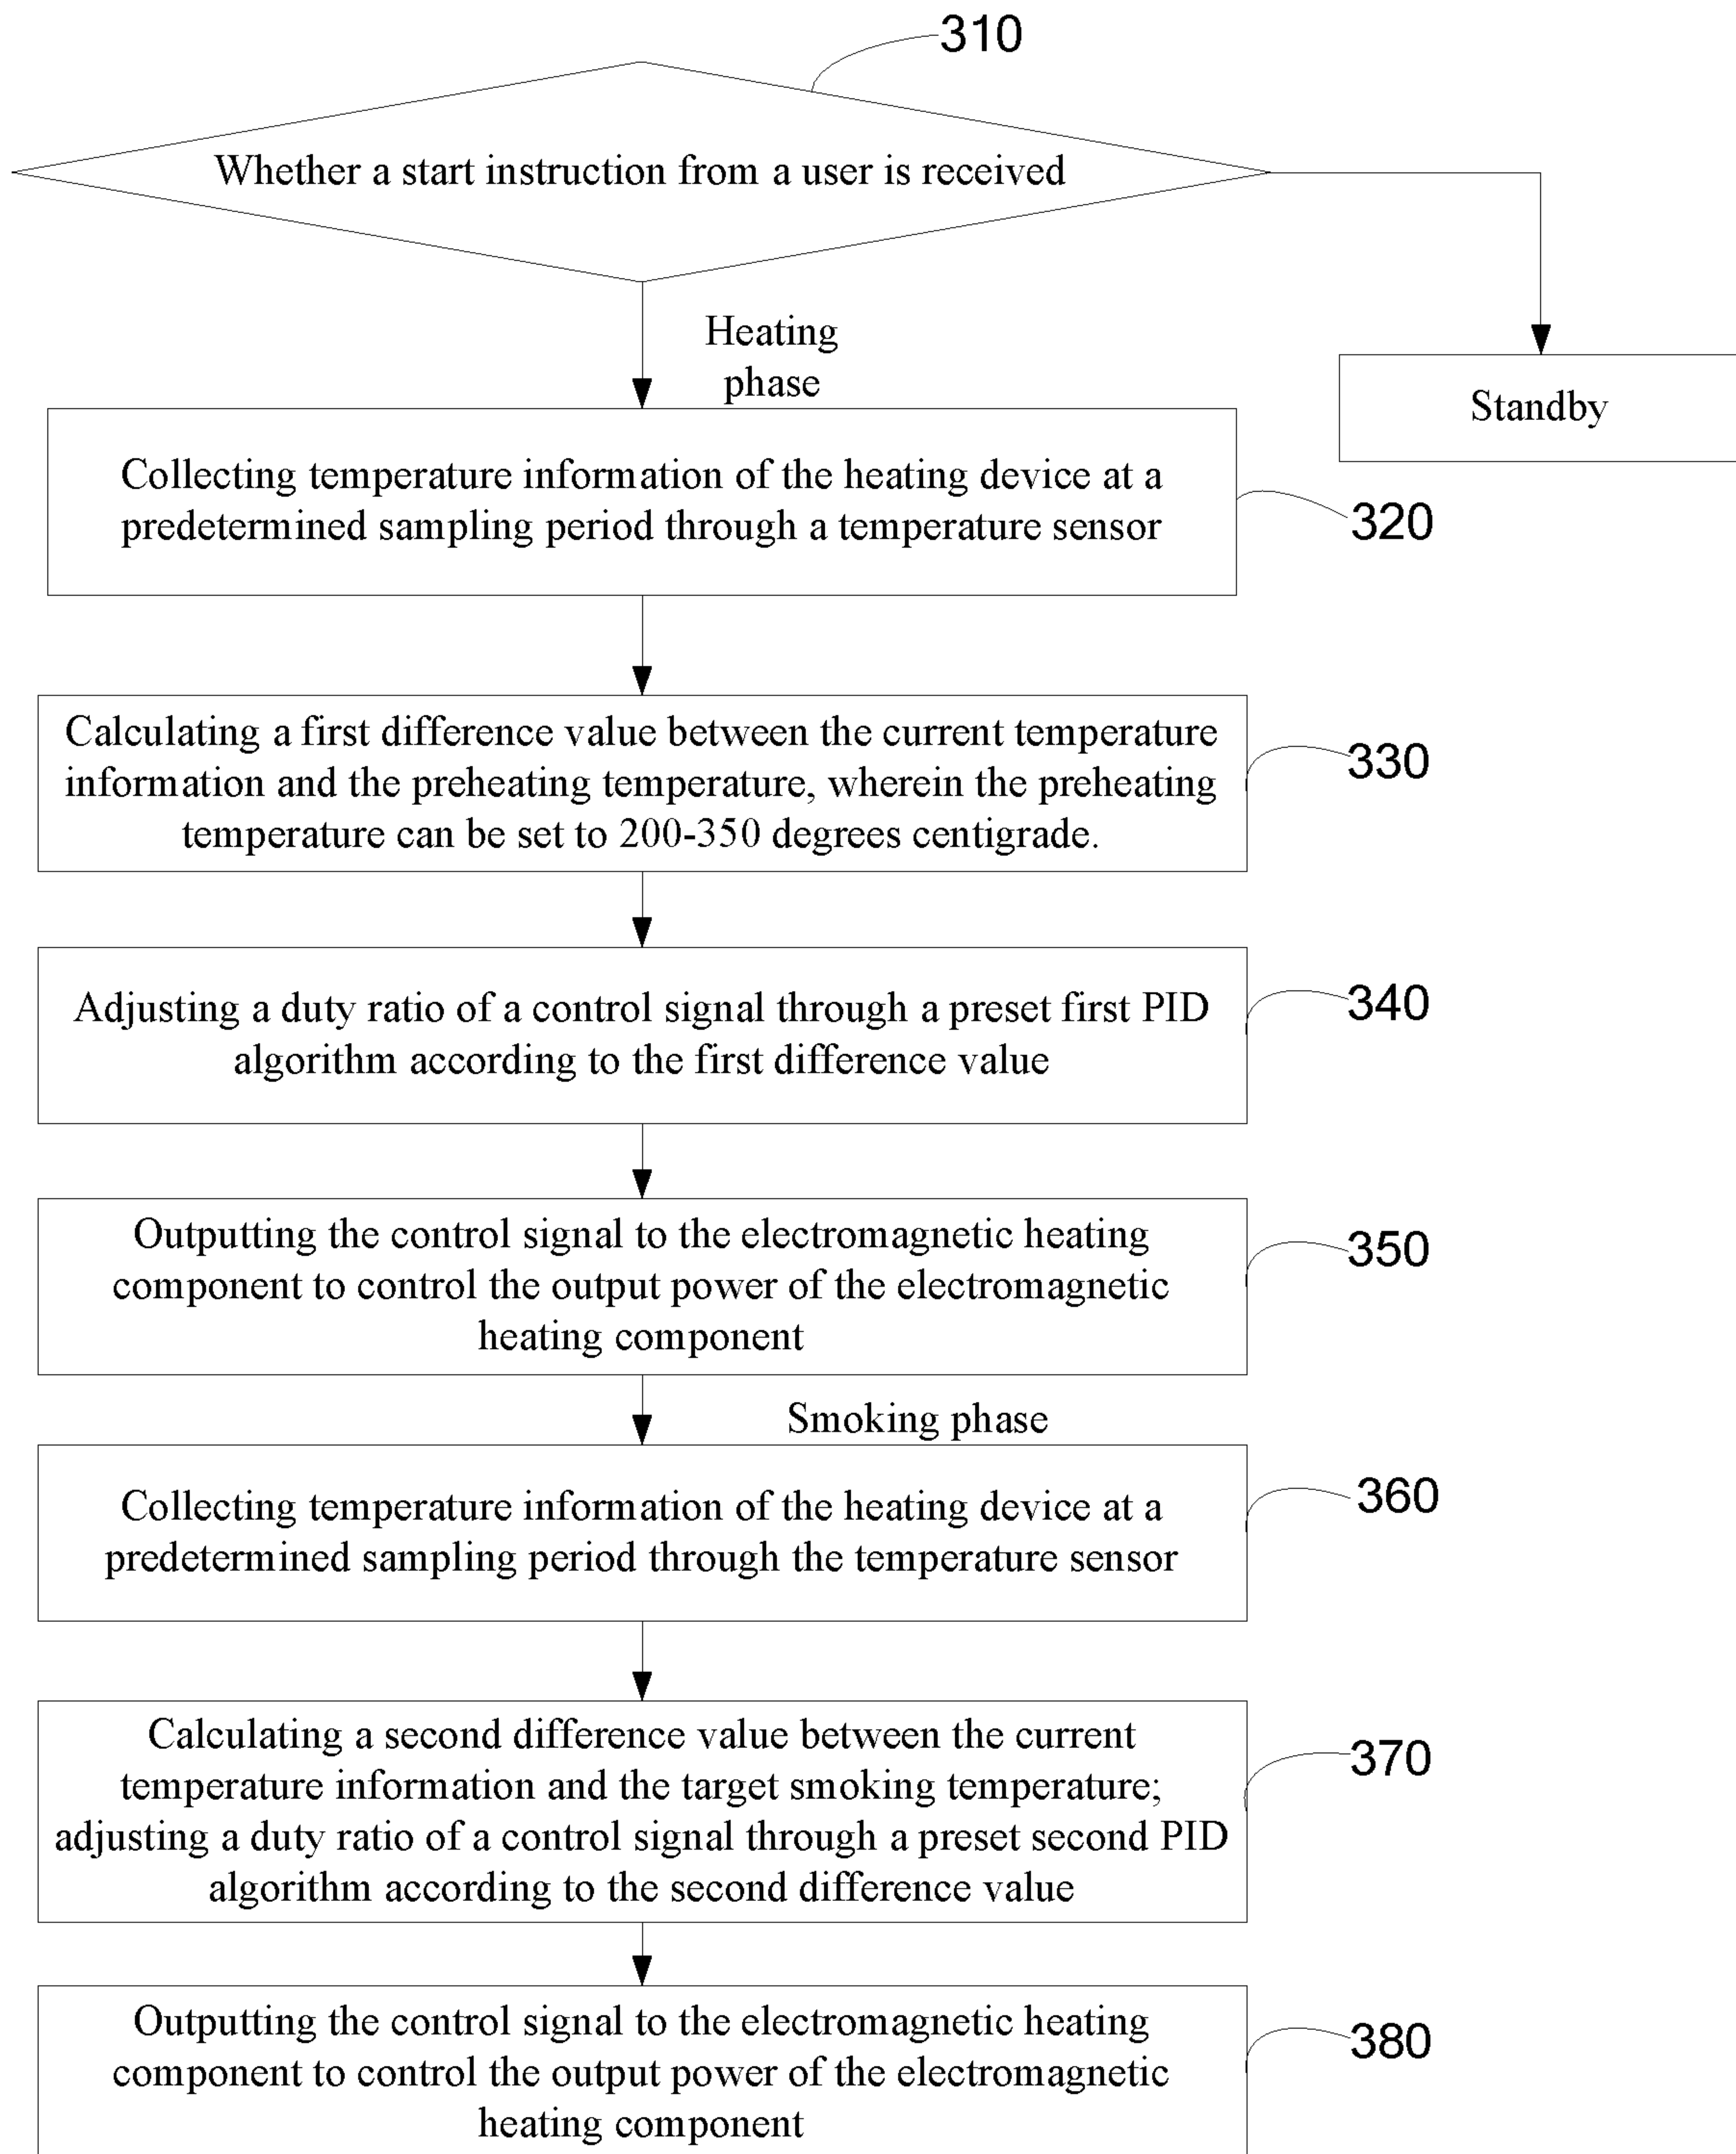 310
Whether a start instruction from a user is received
Heating
phase
Standby
Collecting temperature information of the heating device at a
predetermined sampling period through a temperature sensor
320
Calculating a first difference value between the current temperature
information and the preheating temperature, wherein the preheating
temperature can be set to 200-350 degrees centigrade.
330
Adjusting a duty ratio of a control signal through a preset first PID
algorithm according to the first difference value
340
Outputting the control signal to the electromagnetic heating
component to control the output power of the electromagnetic
heating component
350
Smoking phase
Collecting temperature information of the heating device at a
predetermined sampling period through the temperature sensor
360
Calculating a second difference value between the current
temperature information and the target smoking temperature;
adjusting a duty ratio of a control signal through a preset second PID
algorithm according to the second difference value
370
Outputting the control signal to the electromagnetic heating
component to control the output power of the electromagnetic
heating component
380